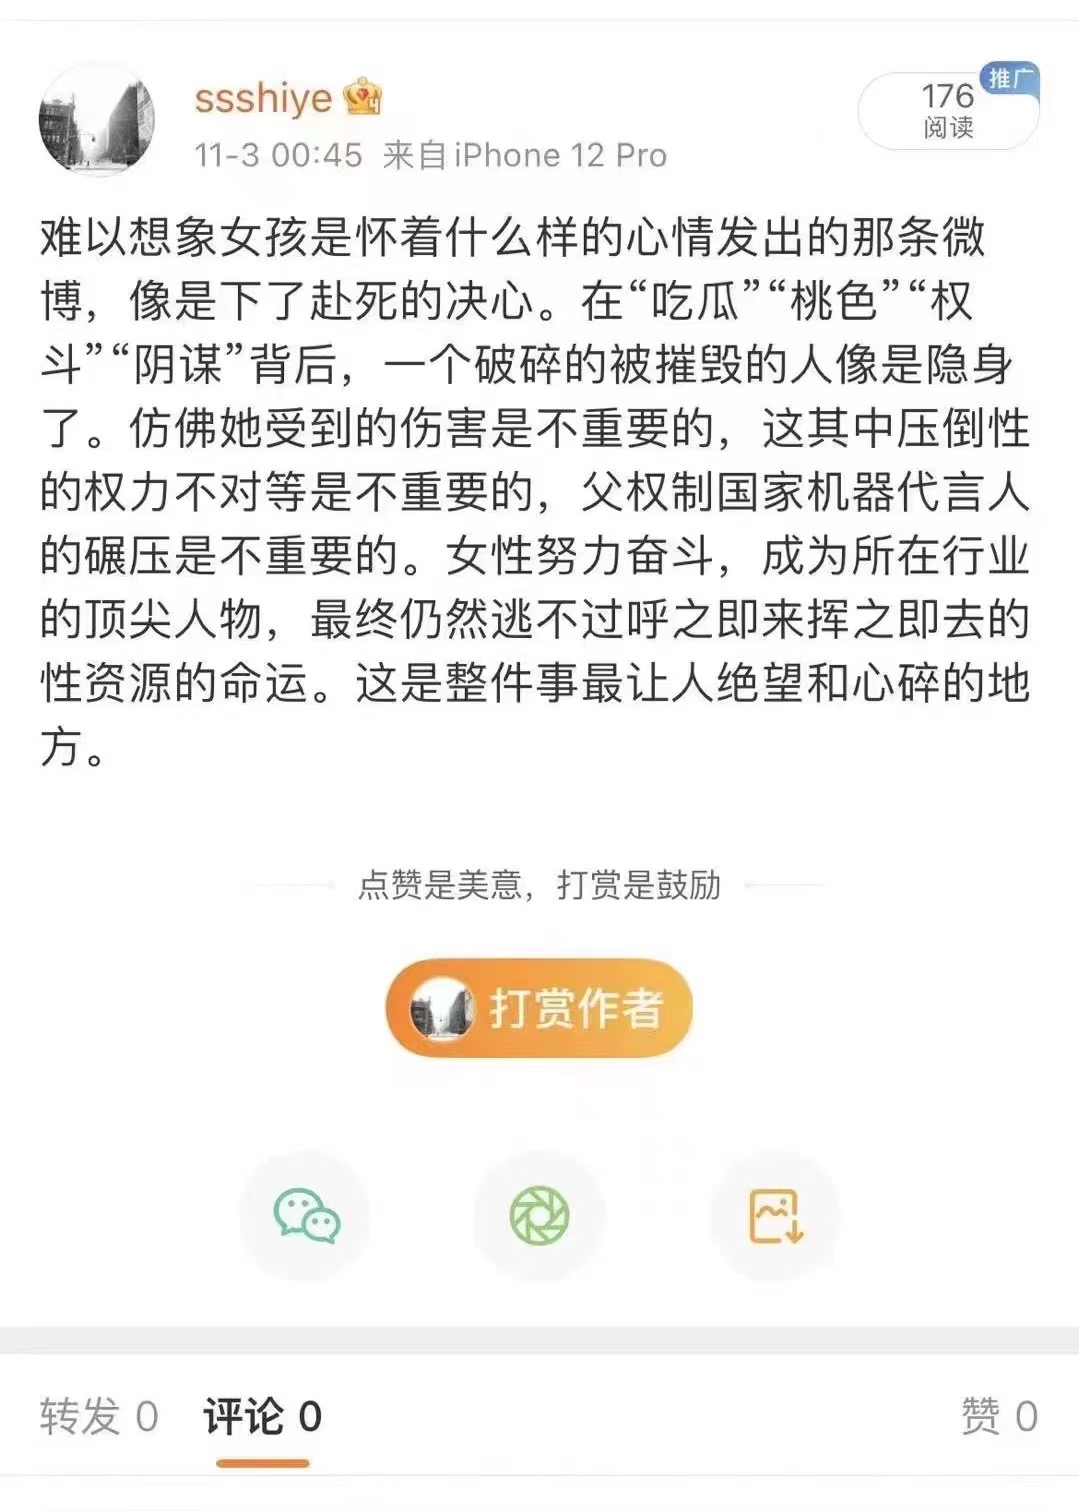 ssshiye
176
推广
阅读
11-3 00:45 来自 iPhone 12 Pro
难以想象女孩是怀着什么样的心情发出的那条微
博，像是下了赴死的决心。在“吃瓜”“桃色”“权
斗”“阴谋”背后，一个破碎的被摧毁的人像是隐身
了。仿佛她受到的伤害是不重要的，这其中压倒性
的权力不对等是不重要的，父权制国家机器代言人
的碾压是不重要的。女性努力奋斗，成为所在行业
的顶尖人物，最终仍然逃不过呼之即来挥之即去的
性资源的命运。这是整件事最让人绝望和心碎的地
方。
点赞是美意，打赏是鼓励
打赏作者
转发 0 评论 0 赞 0